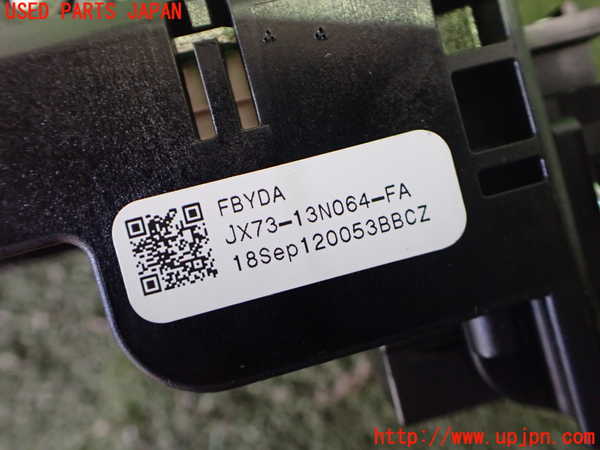 USED PARTS JAPAN
FBYDA
JX73-13N064-FA
18Sep120053BBCZ
http://www.upjpn.com/